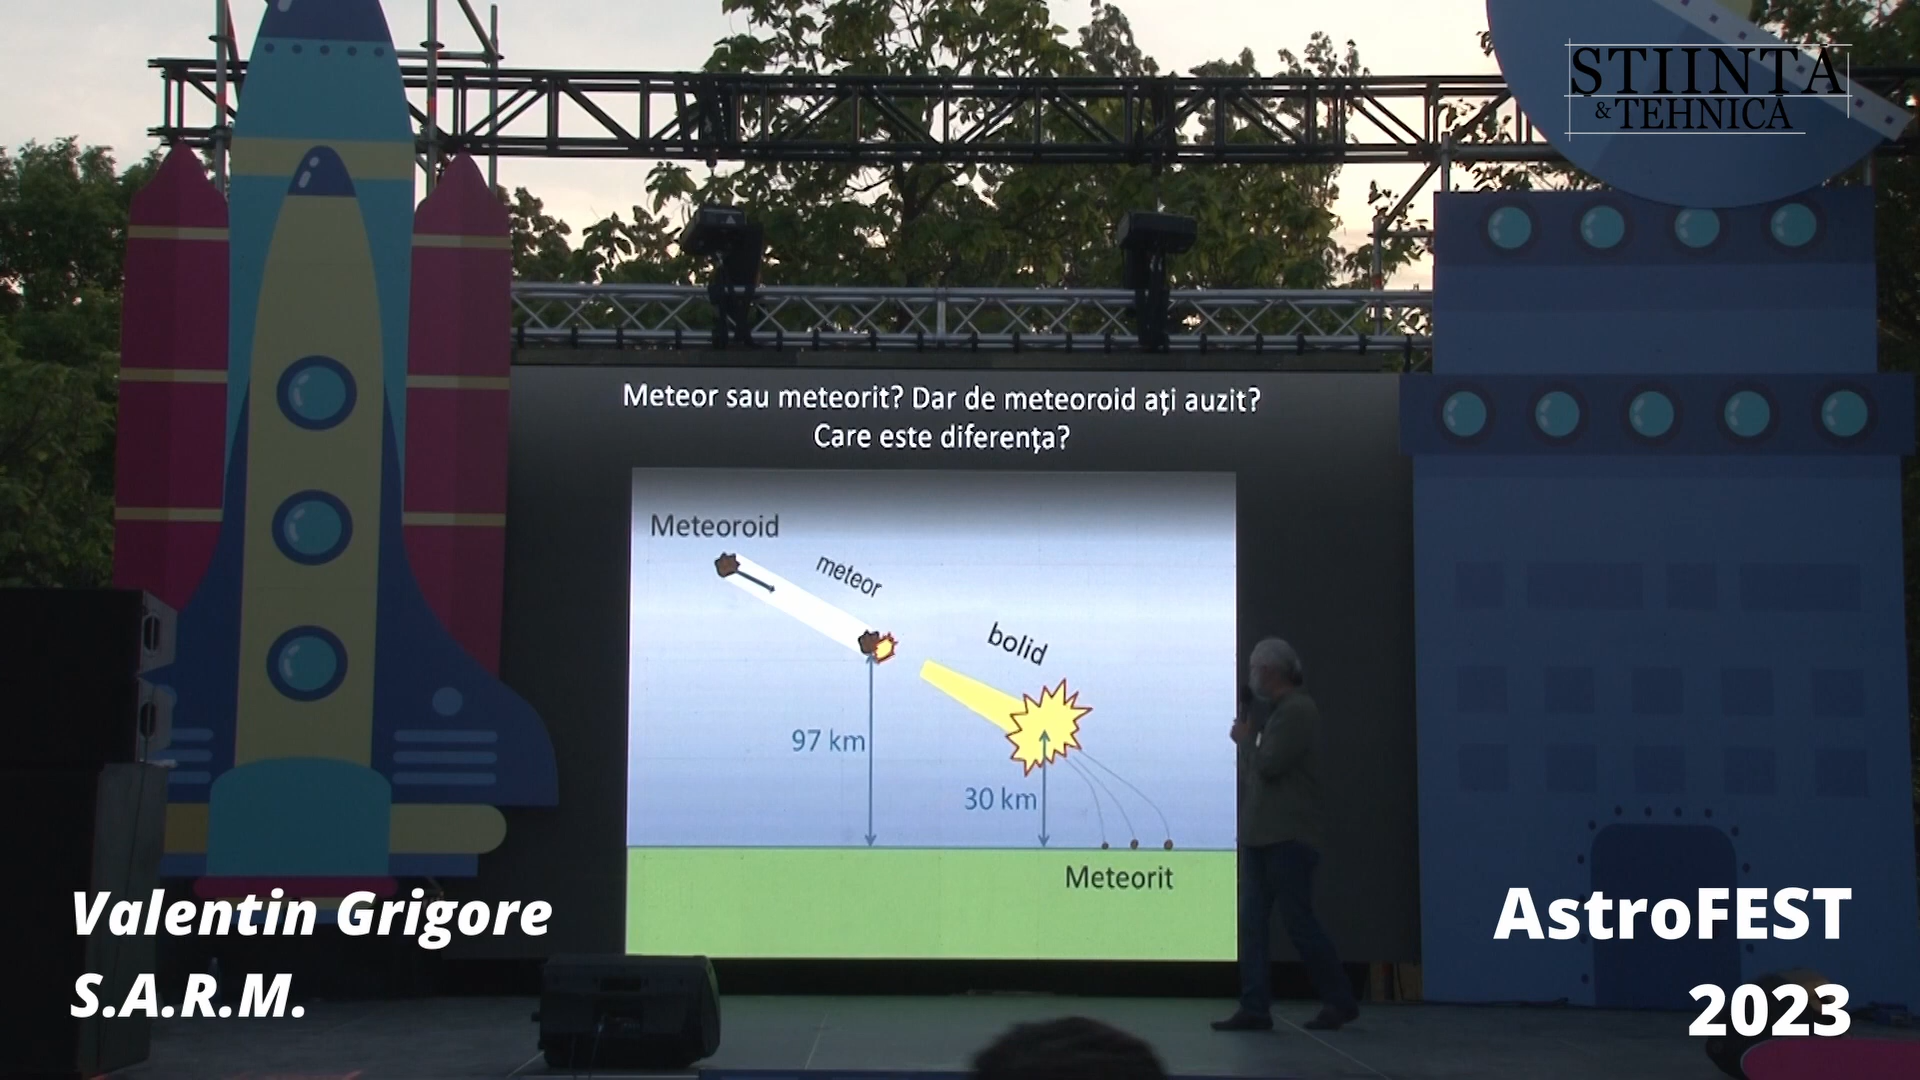 ȘTIINȚĂ
& TEHNICĂ
Meteor sau meteorit? Dar de meteoroid ați auzit?
Care este diferența?
Meteoroid
meteor
bolid
97 km
30 km
Meteorit
Valentin Grigore
S.A.R.M.
AstroFEST
2023